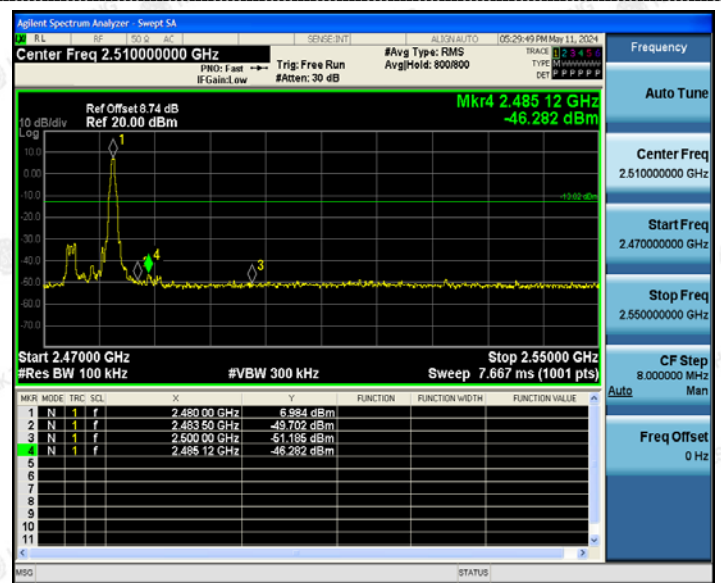 Agilent Spectrum Analyzer - Swept SA
RL RF 50 Ω AC SENSE:INT ALIGN AUTO 05:29:49 PM May 11, 2024
Center Freq 2.510000000 GHz
PNO: Fast Trig: Free Run #Avg Type: RMS TRACE 1 2 3 4 5 6
IFGain:Low #Atten: 30 dB Avg|Hold: 800/800 TYPE M WWWWW
DET P P P P P P
Mkr4 2.485 12 GHz
-46.282 dBm
Ref Offset 8.74 dB
10 dB/div Ref 20.00 dBm
Log
10.0
0.00
-10.0
-20.0
-30.0
-40.0
-50.0
-60.0
-70.0
1
4
3
-13.02 dBm
Start 2.47000 GHz Stop 2.55000 GHz
#Res BW 100 kHz #VBW 300 kHz Sweep 7.667 ms (1001 pts)
MKR MODE TRC SCL X Y FUNCTION FUNCTION WIDTH FUNCTION VALUE
1 N 1 f 2.480 00 GHz 6.984 dBm
2 N 1 f 2.483 50 GHz -49.702 dBm
3 N 1 f 2.500 00 GHz -51.185 dBm
4 N 1 f 2.485 12 GHz -46.282 dBm
5
6
7
8
9
10
11
MSG STATUS
Frequency
Auto Tune
Center Freq
2.510000000 GHz
Start Freq
2.470000000 GHz
Stop Freq
2.550000000 GHz
CF Step
8.000000 MHz
Auto Man
Freq Offset
0 Hz